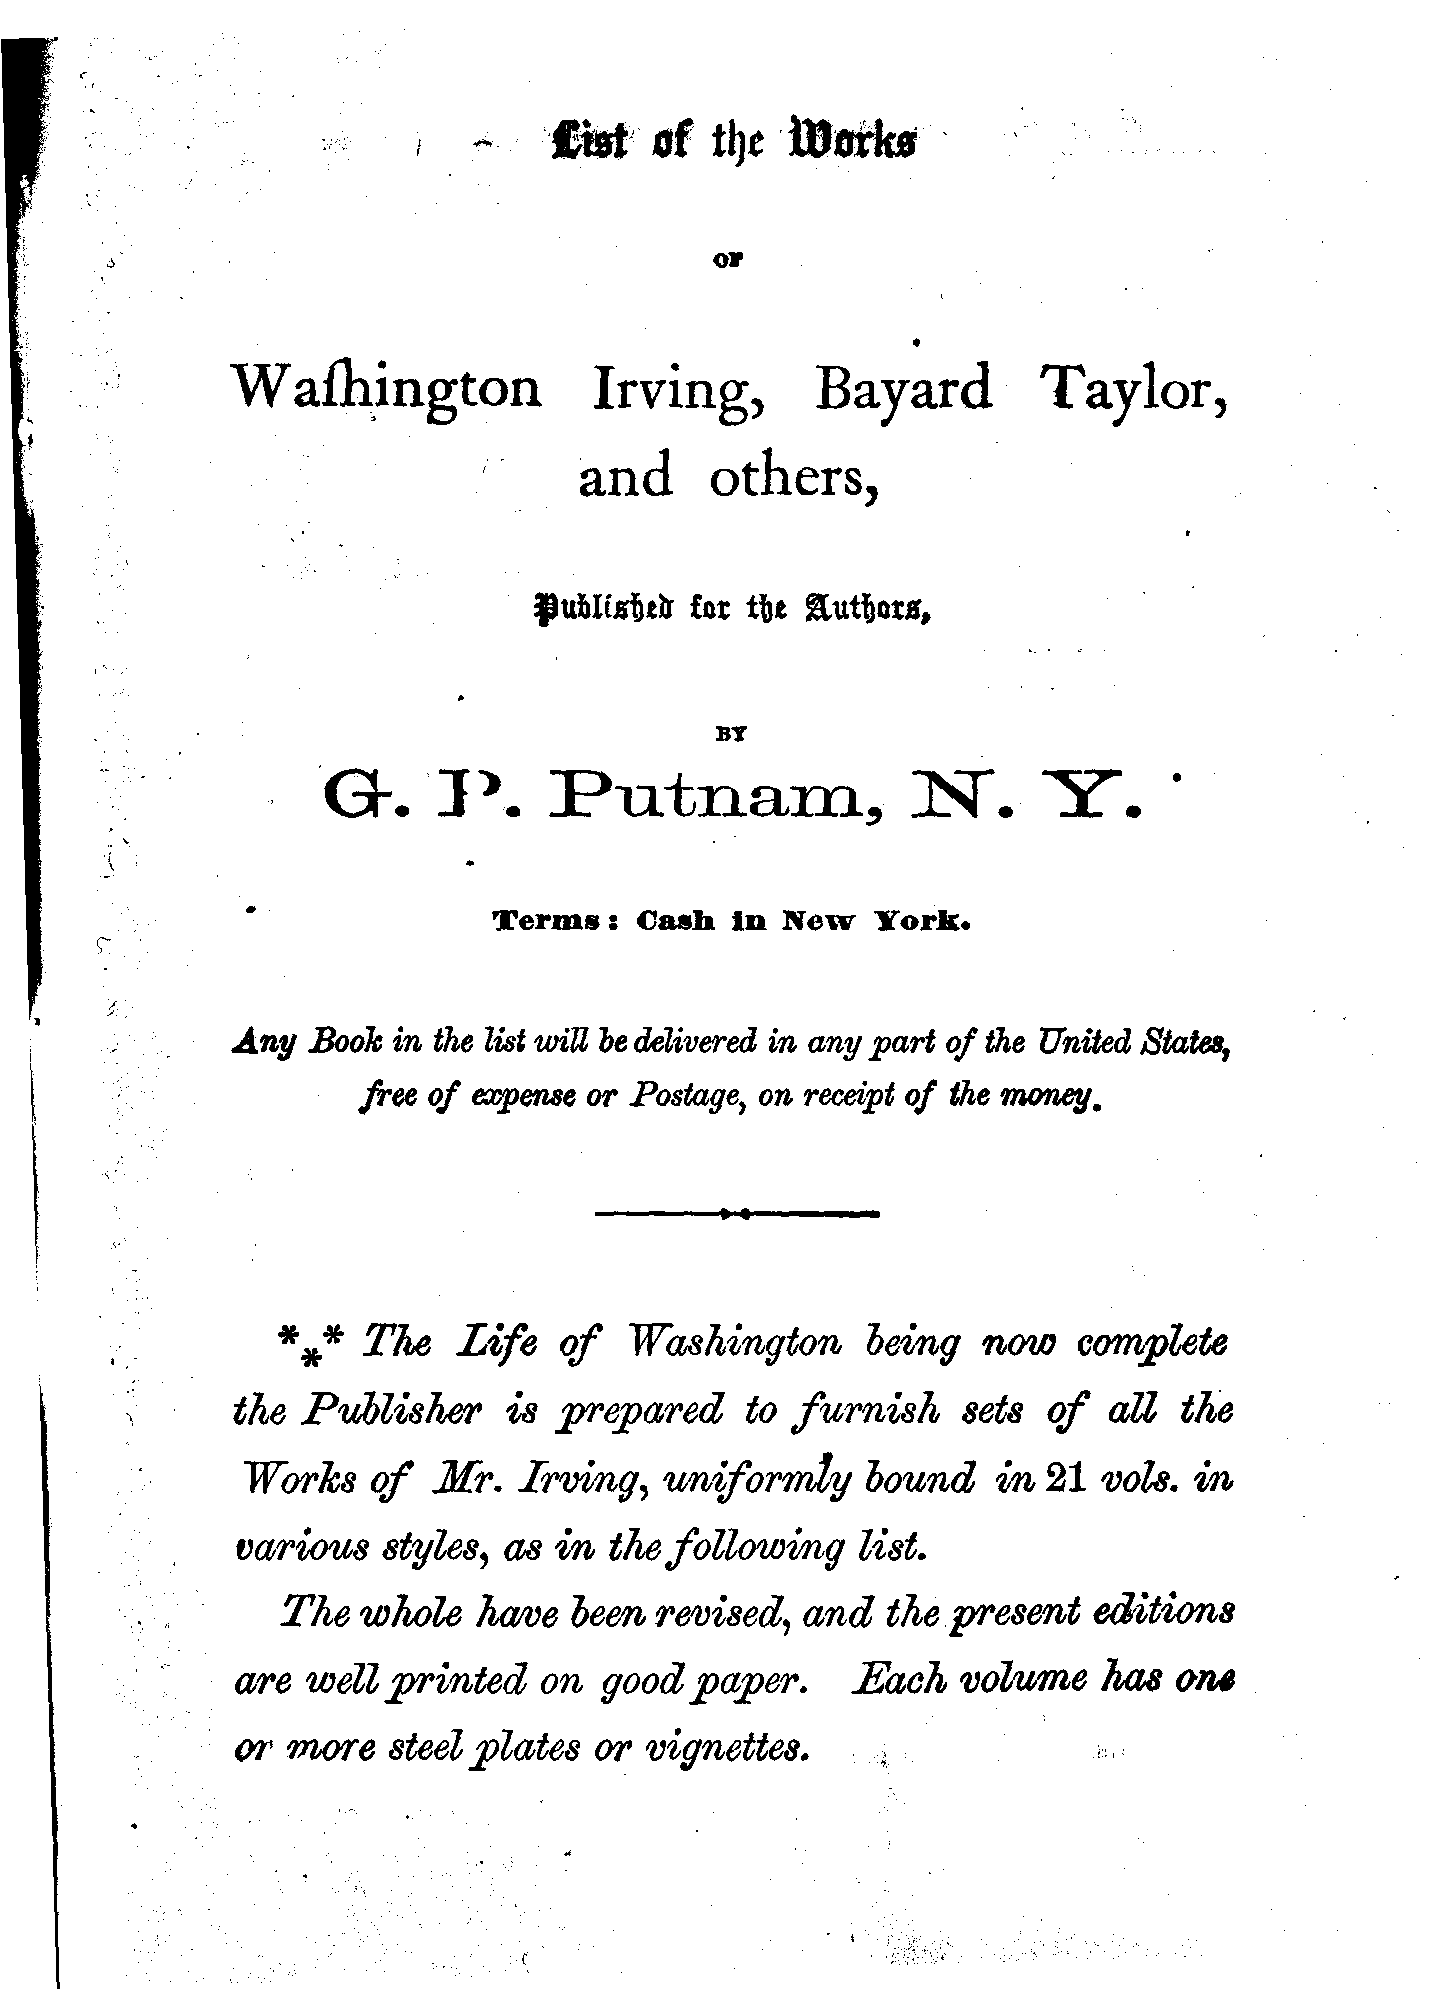 List of the Works
OF
Waſhington Irving, Bayard Taylor,
and others,
Published for the Authors,
BY
G. P. Putnam, N. Y.
Terms: Cash in New York.
Any Book in the list will be delivered in any part of the United States,
free of expense or Postage, on receipt of the money.
*** The Life of Washington being now complete
the Publisher is prepared to furnish sets of all the
Works of Mr. Irving, uniformly bound in 21 vols. in
various styles, as in the following list.
The whole have been revised, and the present editions
are well printed on good paper. Each volume has one
or more steel plates or vignettes.